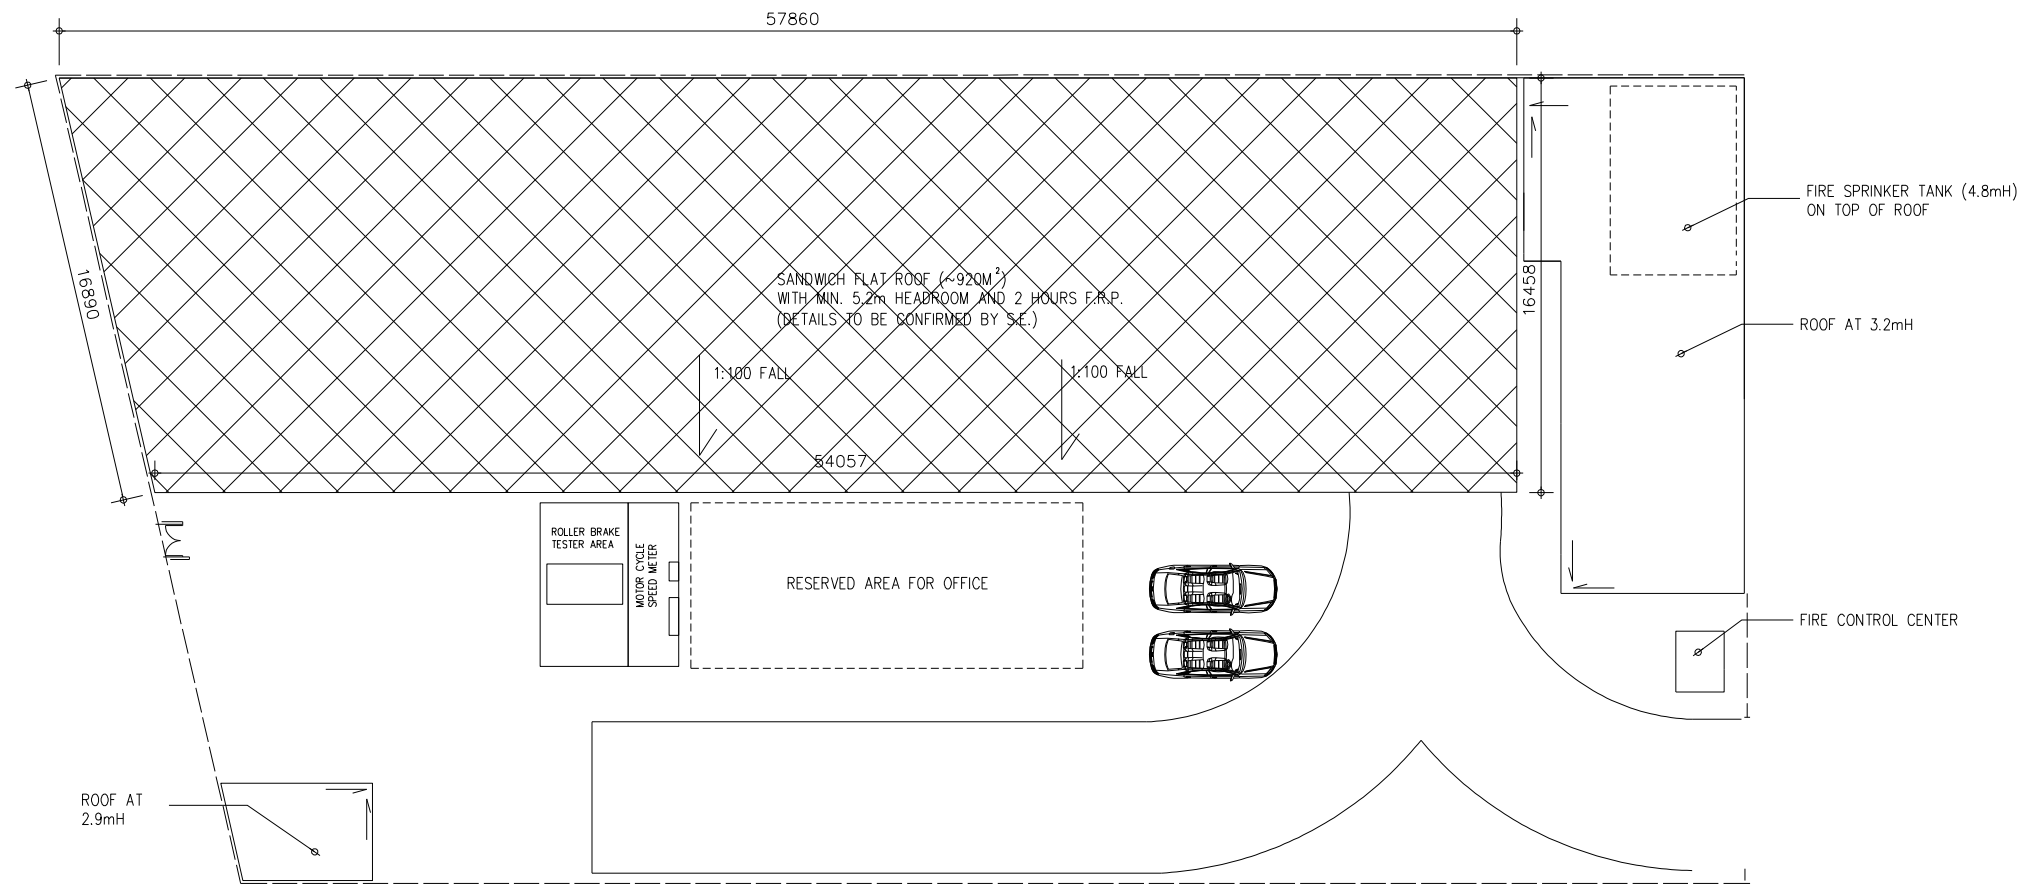 57860
16890
FIRE SPRINKER TANK (4.8mH)
ON TOP OF ROOF
SANDWICH FLAT ROOF (~920M²)
WITH MIN. 5.2m HEADROOM AND 2 HOURS F.R.P.
(DETAILS TO BE CONFIRMED BY S.E.)
16458
ROOF AT 3.2mH
1:100 FALL
1:100 FALL
54057
ROLLER BRAKE
TESTER AREA
MOTOR CYCLE
SPEED METER
RESERVED AREA FOR OFFICE
FIRE CONTROL CENTER
ROOF AT
2.9mH